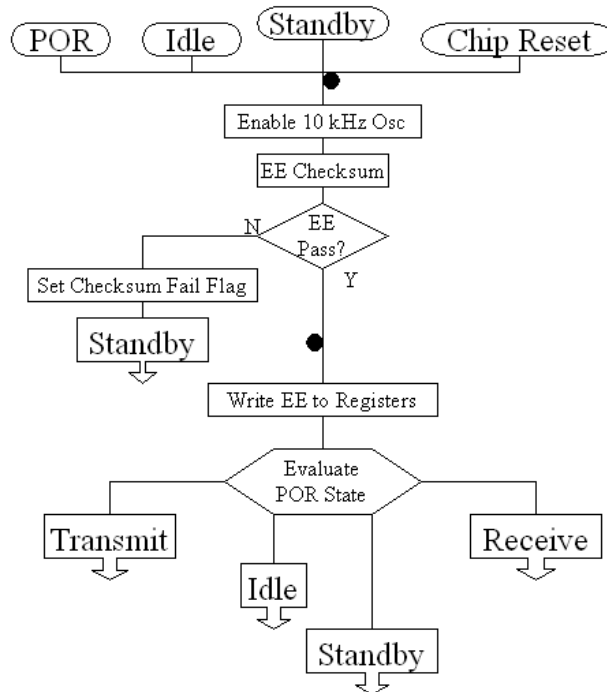 POR
Idle
Standby
Chip Reset
Enable 10 kHz Osc
EE Checksum
EE
Pass?
N
Y
Set Checksum Fail Flag
Standby
Write EE to Registers
Evaluate
POR State
Transmit
Idle
Standby
Receive